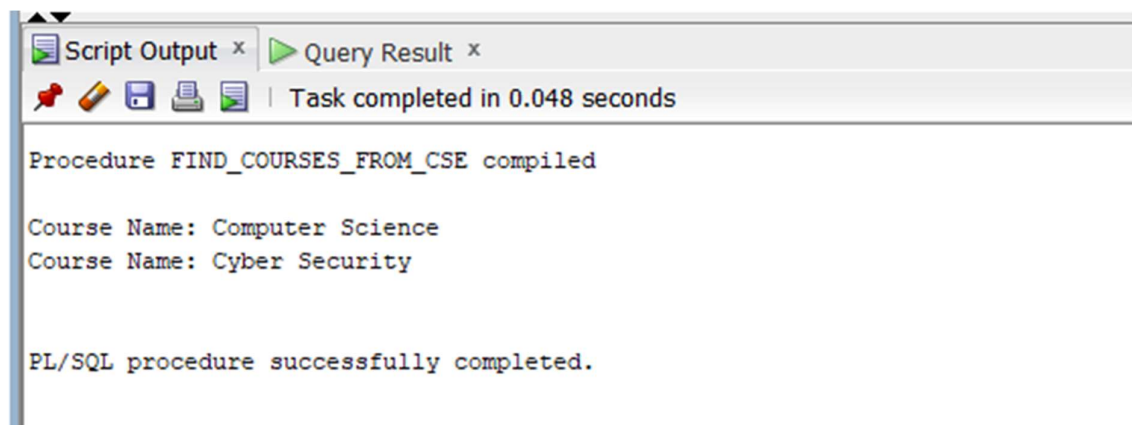 Script Output x Query Result x
Task completed in 0.048 seconds
Procedure FIND_COURSES_FROM_CSE compiled
Course Name: Computer Science
Course Name: Cyber Security
PL/SQL procedure successfully completed.